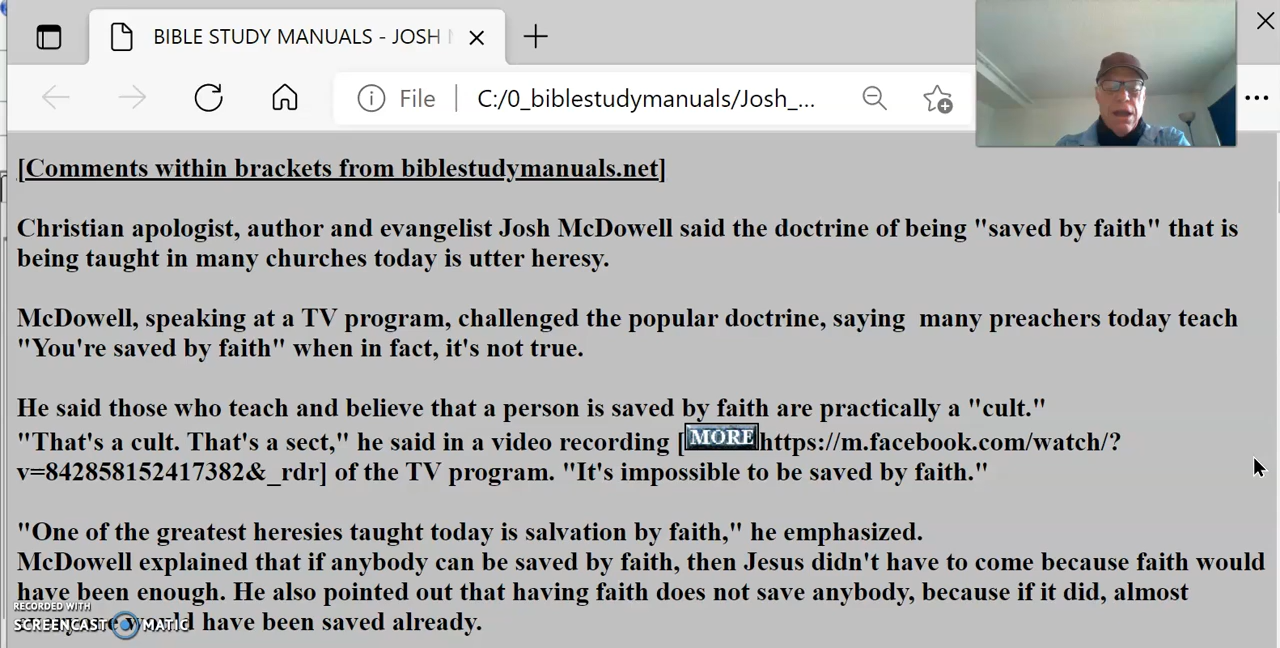 BIBLE STUDY MANUALS - JOSH
File
C:/0_biblestudymanuals/Josh_...
[Comments within brackets from biblestudymanuals.net]
Christian apologist, author and evangelist Josh McDowell said the doctrine of being "saved by faith" that is
being taught in many churches today is utter heresy.
McDowell, speaking at a TV program, challenged the popular doctrine, saying  many preachers today teach
"You're saved by faith" when in fact, it's not true.
He said those who teach and believe that a person is saved by faith are practically a "cult."
"That's a cult. That's a sect," he said in a video recording [MOREhttps://m.facebook.com/watch/?
v=842858152417382&_rdr] of the TV program. "It's impossible to be saved by faith."
"One of the greatest heresies taught today is salvation by faith," he emphasized.
McDowell explained that if anybody can be saved by faith, then Jesus didn't have to come because faith would
have been enough. He also pointed out that having faith does not save anybody, because if it did, almost
have been saved already.
RECORDED WITH
SCREENCAST MATIC